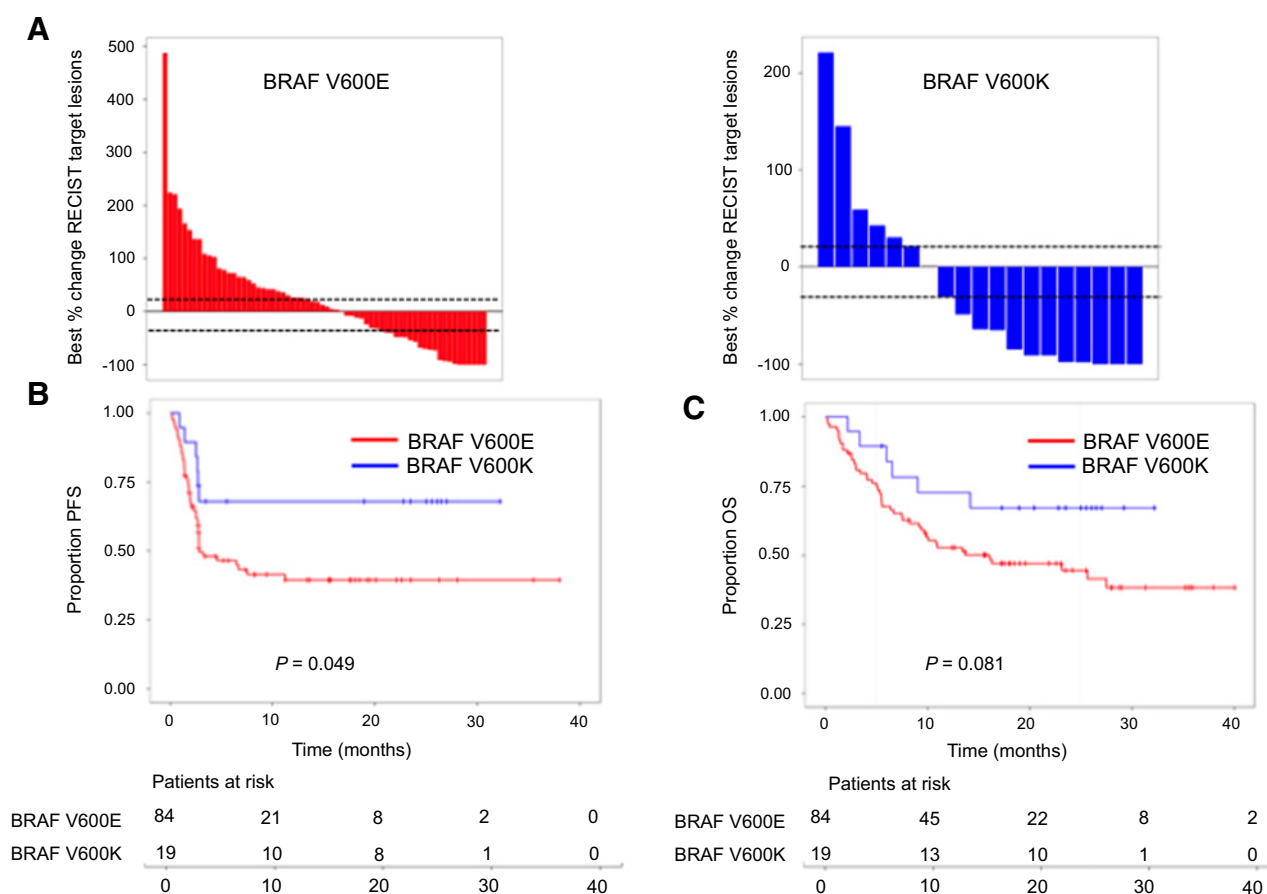 A
BRAF V600E
Best % change RECIST target lesions
500
400
300
200
100
0
-100
BRAF V600K
Best % change RECIST target lesions
200
100
0
-100
B
BRAF V600E
BRAF V600K
Proportion PFS
1.00
0.75
0.50
0.25
0.00
P = 0.049
0 10 20 30 40
Time (months)
Patients at risk
BRAF V600E 84 21 8 2 0
BRAF V600K 19 10 8 1 0
0 10 20 30 40
C
BRAF V600E
BRAF V600K
Proportion OS
1.00
0.75
0.50
0.25
0.00
P = 0.081
0 10 20 30 40
Time (months)
Patients at risk
BRAF V600E 84 45 22 8 2
BRAF V600K 19 13 10 1 0
0 10 20 30 40